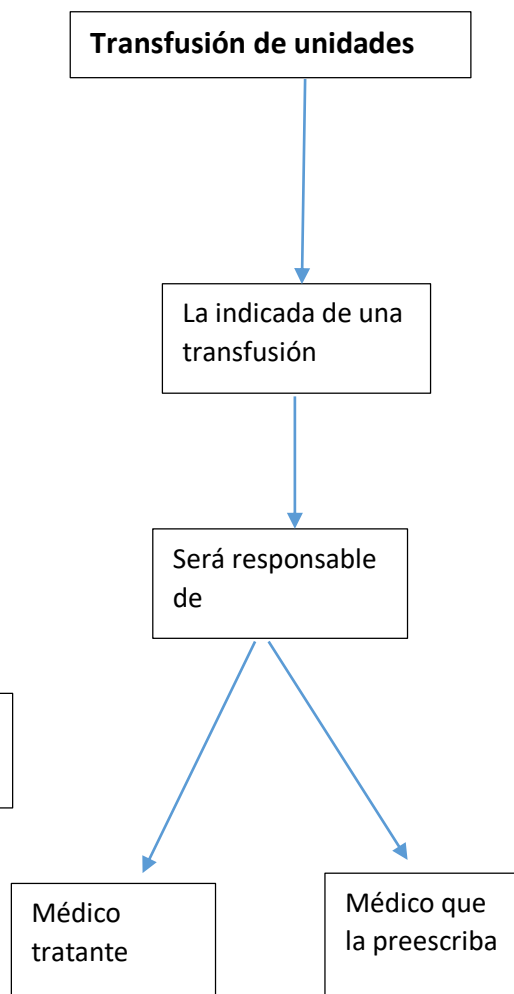 Transfusión de unidades
La indicada de una
transfusión
Será responsable
de
Médico
tratante
Médico que
la preescriba